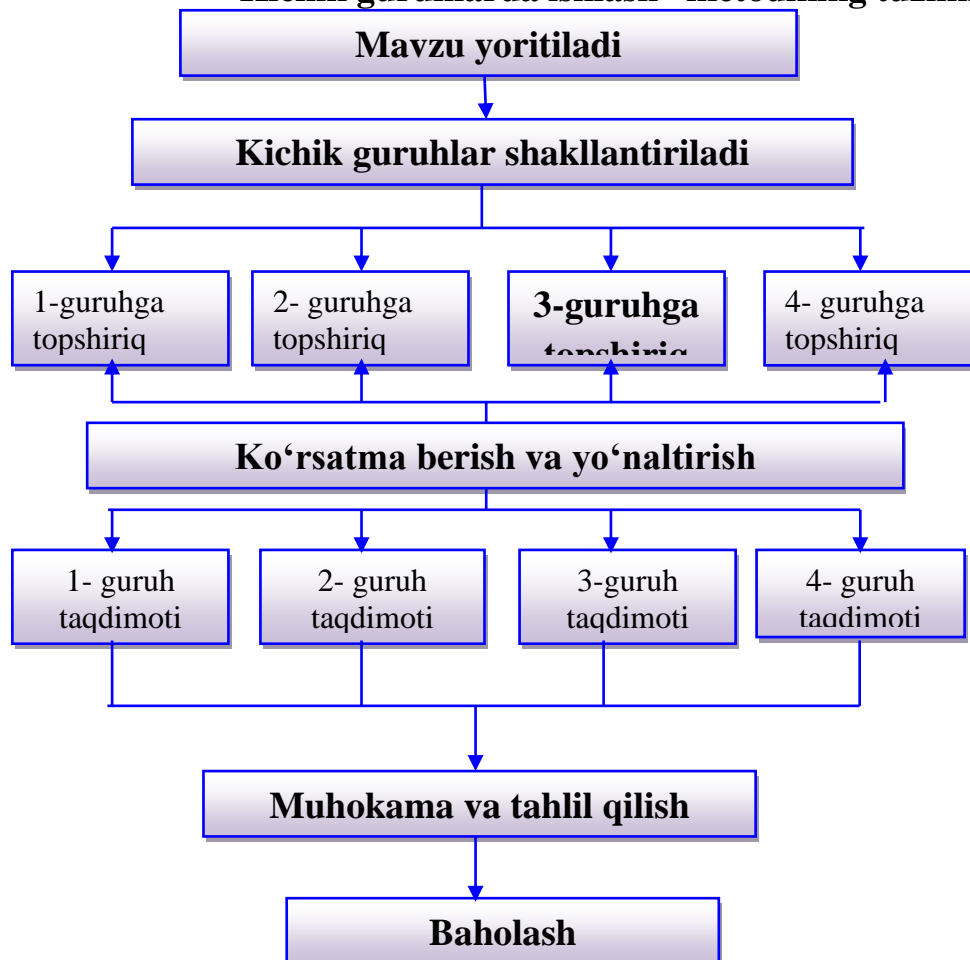 Mavzu yoritiladi
Kichik guruhlar shakllantiriladi
1-guruhga
topshiriq
2- guruhga
topshiriq
3-guruhga
topshiriq
4- guruhga
topshiriq
Ko‘rsatma berish va yo‘naltirish
1- guruh
taqdimoti
2- guruh
taqdimoti
3-guruh
taqdimoti
4- guruh
taqdimoti
Muhokama va tahlil qilish
Baholash